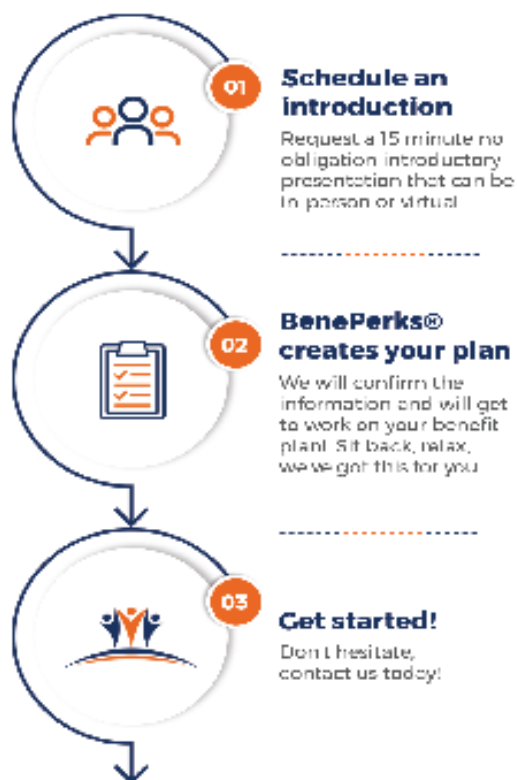 01
Schedule an
introduction
Request a 15 minute no
obligation introductory
presentation that can be
in-person or virtual
02
BenePerks®
creates your plan
We will confirm the
information and will get
to work on your benefit
plan! Sit back, relax,
we've got this for you
03
Get started!
Don't hesitate,
contact us today!